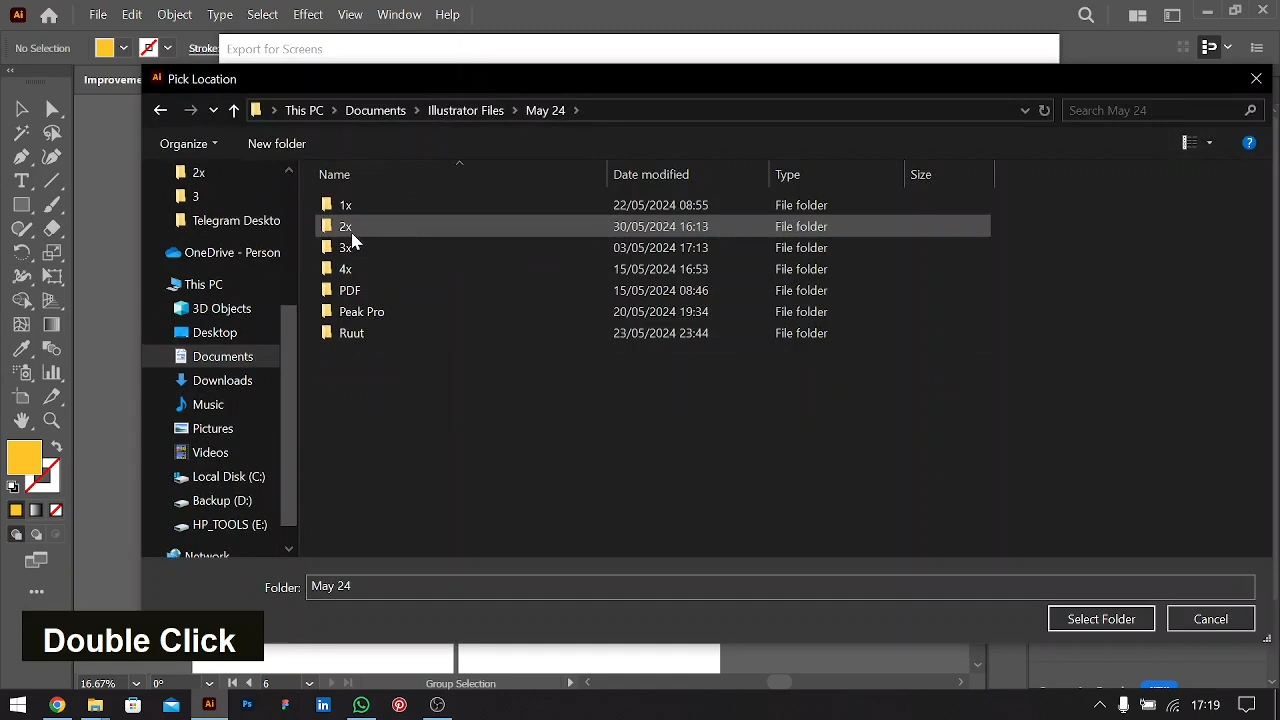 Ai File Edit Object Type Select Effect View Window Help
No Selection Stroke: Export for Screens
Ai Pick Location
Improveme
This PC Documents Illustrator Files May 24 Search May 24
Organize New folder ?
Name Date modified Type Size
2x
3
Telegram Deskto
OneDrive - Person
This PC
3D Objects
Desktop
Documents
Downloads
Music
Pictures
Videos
Local Disk (C:)
Backup (D:)
HP_TOOLS (E:)
Network
1x 22/05/2024 08:55 File folder
2x 30/05/2024 16:13 File folder
3x 03/05/2024 17:13 File folder
4x 15/05/2024 16:53 File folder
PDF 15/05/2024 08:46 File folder
Peak Pro 20/05/2024 19:34 File folder
Ruut 23/05/2024 23:44 File folder
Folder: May 24
Select Folder Cancel
Double Click
16.67% 0° 6 Group Selection
Ai Ps in 17:19